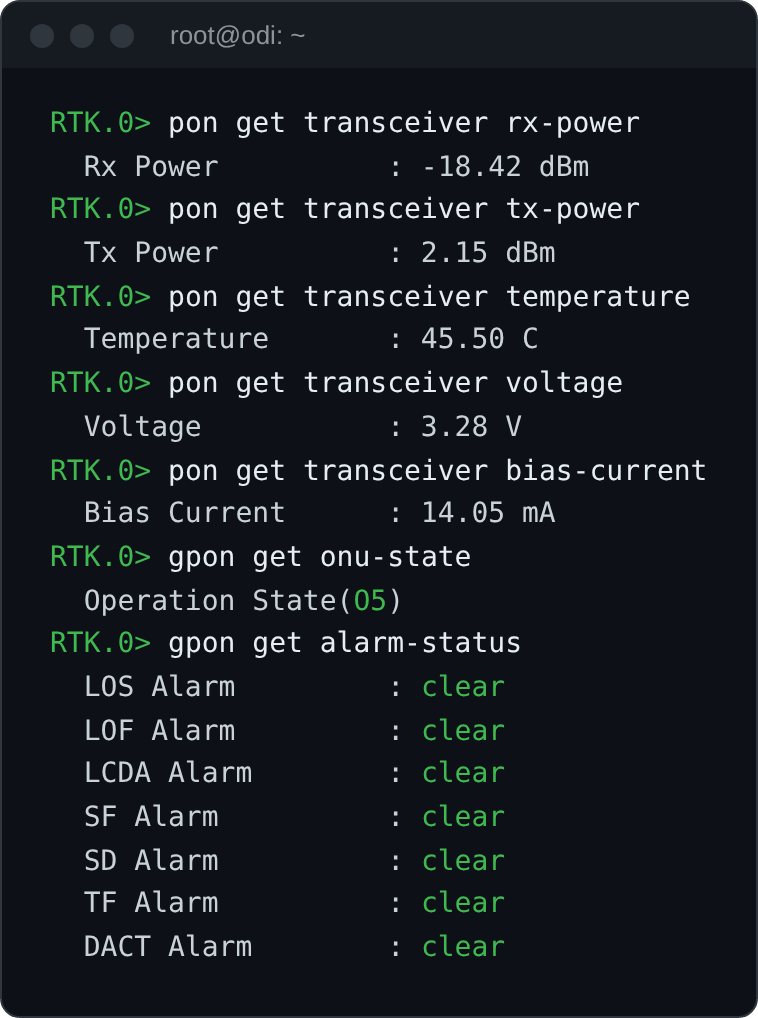 root@odi: ~
RTK.0> pon get transceiver rx-power
Rx Power : -18.42 dBm
RTK.0> pon get transceiver tx-power
Tx Power : 2.15 dBm
RTK.0> pon get transceiver temperature
Temperature : 45.50 C
RTK.0> pon get transceiver voltage
Voltage : 3.28 V
RTK.0> pon get transceiver bias-current
Bias Current : 14.05 mA
RTK.0> gpon get onu-state
Operation State(O5)
RTK.0> gpon get alarm-status
LOS Alarm : clear
LOF Alarm : clear
LCDA Alarm : clear
SF Alarm : clear
SD Alarm : clear
TF Alarm : clear
DACT Alarm : clear